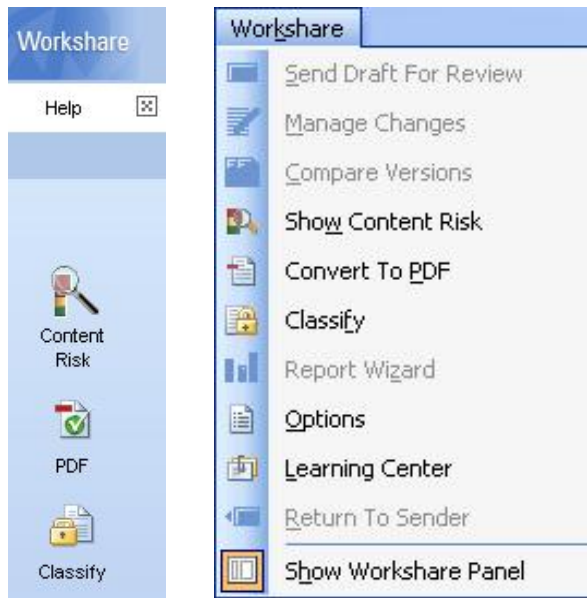 Workshare
Help
Content
Risk
PDF
Classify
Workshare
Send Draft For Review
Manage Changes
Compare Versions
Show Content Risk
Convert To PDF
Classify
Report Wizard
Options
Learning Center
Return To Sender
Show Workshare Panel